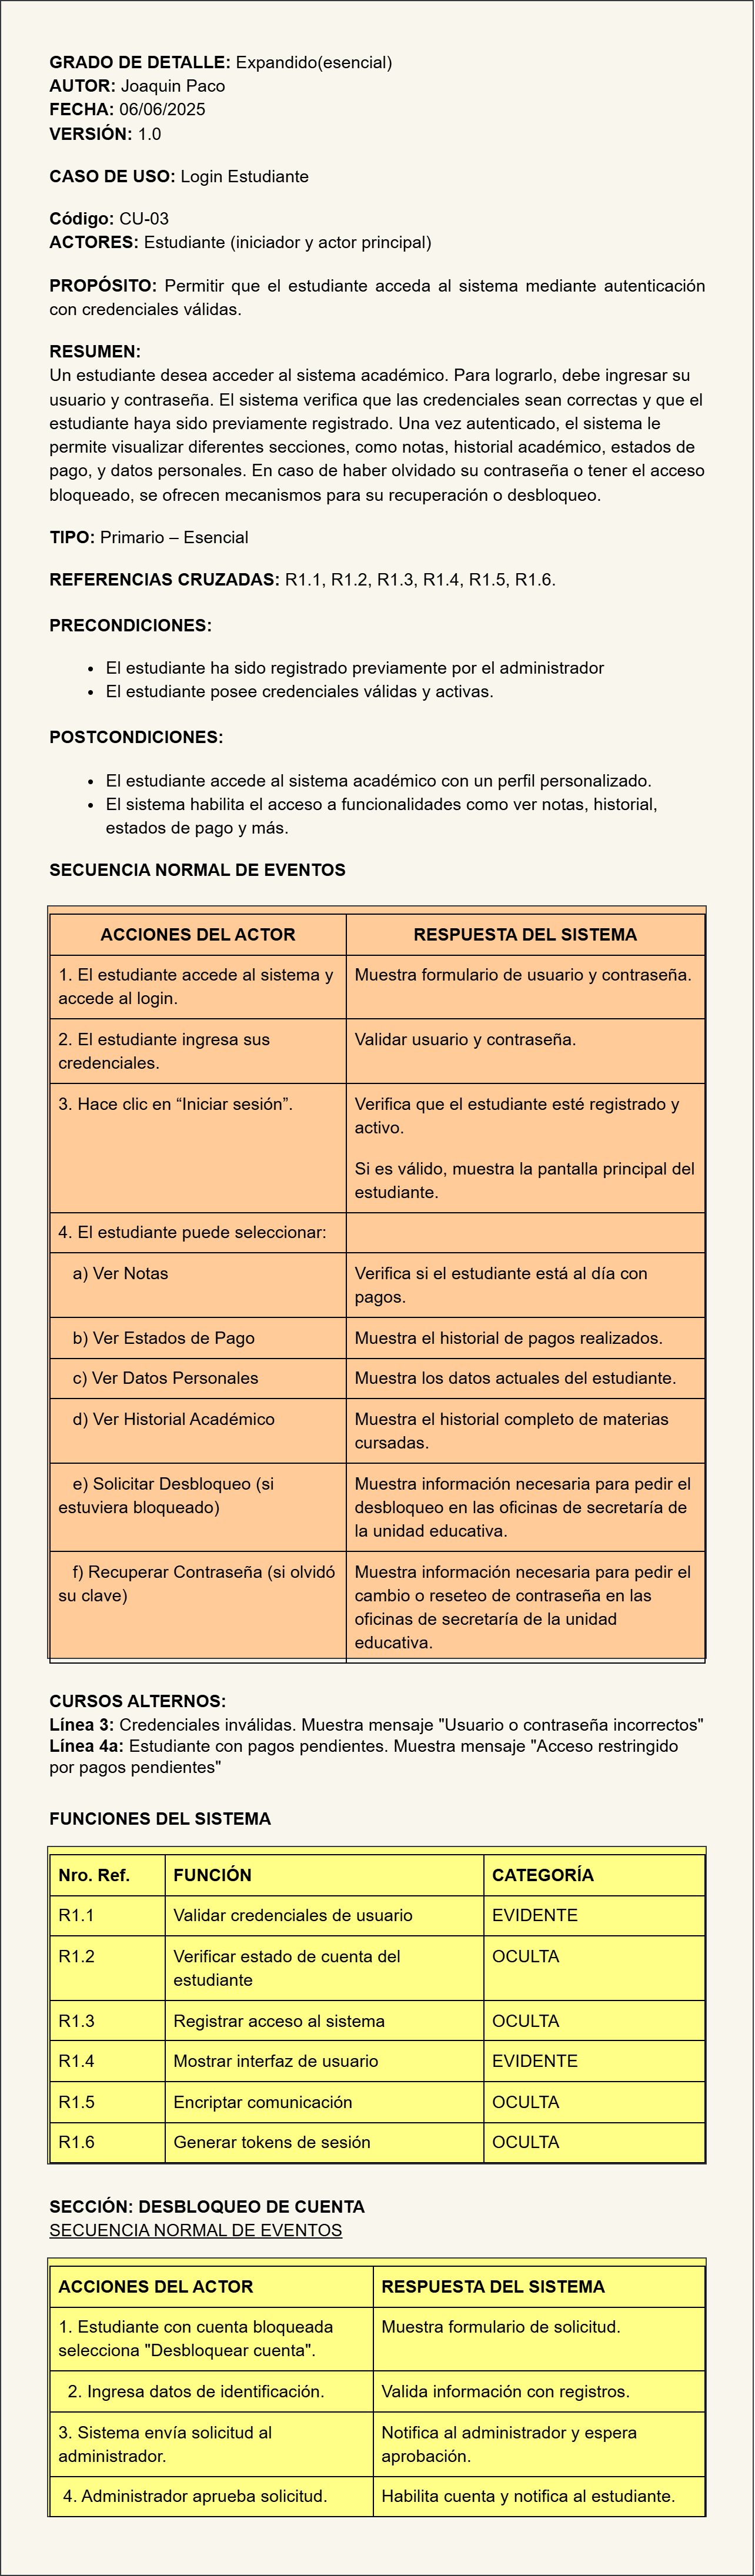 GRADO DE DETALLE: Expandido(esencial)
AUTOR: Joaquin Paco
FECHA: 06/06/2025
VERSIÓN: 1.0
CASO DE USO: Login Estudiante
Código: CU-03
ACTORES: Estudiante (iniciador y actor principal)
PROPÓSITO: Permitir que el estudiante acceda al sistema mediante autenticación
con credenciales válidas.
RESUMEN:
Un estudiante desea acceder al sistema académico. Para lograrlo, debe ingresar su
usuario y contraseña. El sistema verifica que las credenciales sean correctas y que el
estudiante haya sido previamente registrado. Una vez autenticado, el sistema le
permite visualizar diferentes secciones, como notas, historial académico, estados de
pago, y datos personales. En caso de haber olvidado su contraseña o tener el acceso
bloqueado, se ofrecen mecanismos para su recuperación o desbloqueo.
TIPO: Primario – Esencial
REFERENCIAS CRUZADAS: R1.1, R1.2, R1.3, R1.4, R1.5, R1.6.
PRECONDICIONES:
• El estudiante ha sido registrado previamente por el administrador
• El estudiante posee credenciales válidas y activas.
POSTCONDICIONES:
• El estudiante accede al sistema académico con un perfil personalizado.
• El sistema habilita el acceso a funcionalidades como ver notas, historial,
estados de pago y más.
SECUENCIA NORMAL DE EVENTOS
ACCIONES DEL ACTOR
RESPUESTA DEL SISTEMA
1. El estudiante accede al sistema y
accede al login.
Muestra formulario de usuario y contraseña.
2. El estudiante ingresa sus
credenciales.
Validar usuario y contraseña.
3. Hace clic en “Iniciar sesión”.
Verifica que el estudiante esté registrado y
activo.
Si es válido, muestra la pantalla principal del
estudiante.
4. El estudiante puede seleccionar:
a) Ver Notas
Verifica si el estudiante está al día con
pagos.
b) Ver Estados de Pago
Muestra el historial de pagos realizados.
c) Ver Datos Personales
Muestra los datos actuales del estudiante.
d) Ver Historial Académico
Muestra el historial completo de materias
cursadas.
e) Solicitar Desbloqueo (si
estuviera bloqueado)
Muestra información necesaria para pedir el
desbloqueo en las oficinas de secretaría de
la unidad educativa.
f) Recuperar Contraseña (si olvidó
su clave)
Muestra información necesaria para pedir el
cambio o reseteo de contraseña en las
oficinas de secretaría de la unidad
educativa.
CURSOS ALTERNOS:
Línea 3: Credenciales inválidas. Muestra mensaje "Usuario o contraseña incorrectos"
Línea 4a: Estudiante con pagos pendientes. Muestra mensaje "Acceso restringido
por pagos pendientes"
FUNCIONES DEL SISTEMA
Nro. Ref.
FUNCIÓN
CATEGORÍA
R1.1
Validar credenciales de usuario
EVIDENTE
R1.2
Verificar estado de cuenta del
estudiante
OCULTA
R1.3
Registrar acceso al sistema
OCULTA
R1.4
Mostrar interfaz de usuario
EVIDENTE
R1.5
Encriptar comunicación
OCULTA
R1.6
Generar tokens de sesión
OCULTA
SECCIÓN: DESBLOQUEO DE CUENTA
SECUENCIA NORMAL DE EVENTOS
ACCIONES DEL ACTOR
RESPUESTA DEL SISTEMA
1. Estudiante con cuenta bloqueada
selecciona "Desbloquear cuenta".
Muestra formulario de solicitud.
2. Ingresa datos de identificación.
Valida información con registros.
3. Sistema envía solicitud al
administrador.
Notifica al administrador y espera
aprobación.
4. Administrador aprueba solicitud.
Habilita cuenta y notifica al estudiante.